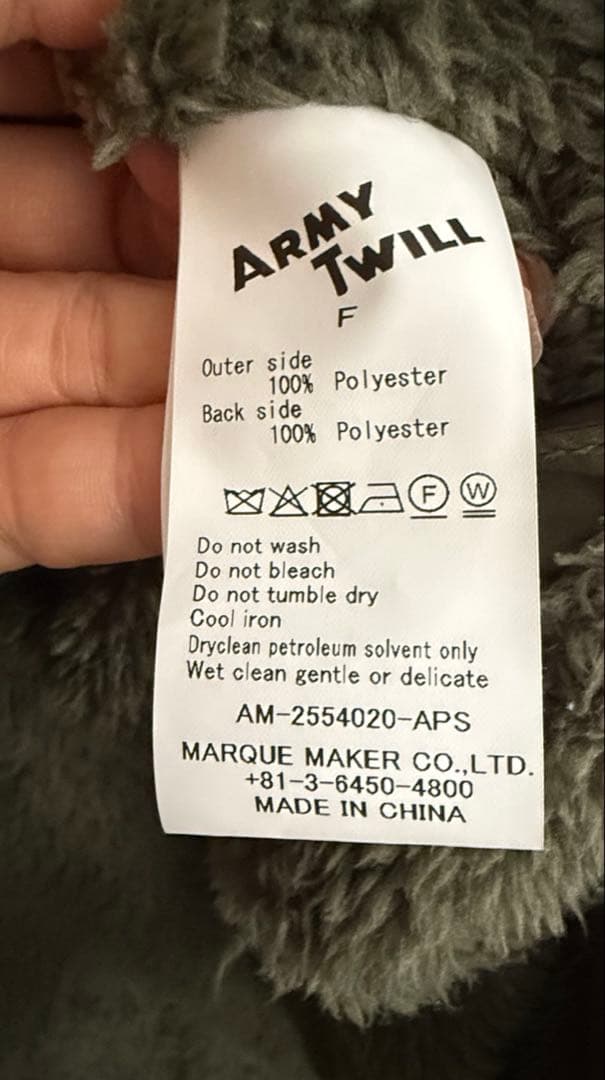 ARMY
TWILL
F
Outer side
100% Polyester
Back side
100% Polyester
F W
Do not wash
Do not bleach
Do not tumble dry
Cool iron
Dryclean petroleum solvent only
Wet clean gentle or delicate
AM-2554020-APS
MARQUE MAKER CO.,LTD.
+81-3-6450-4800
MADE IN CHINA